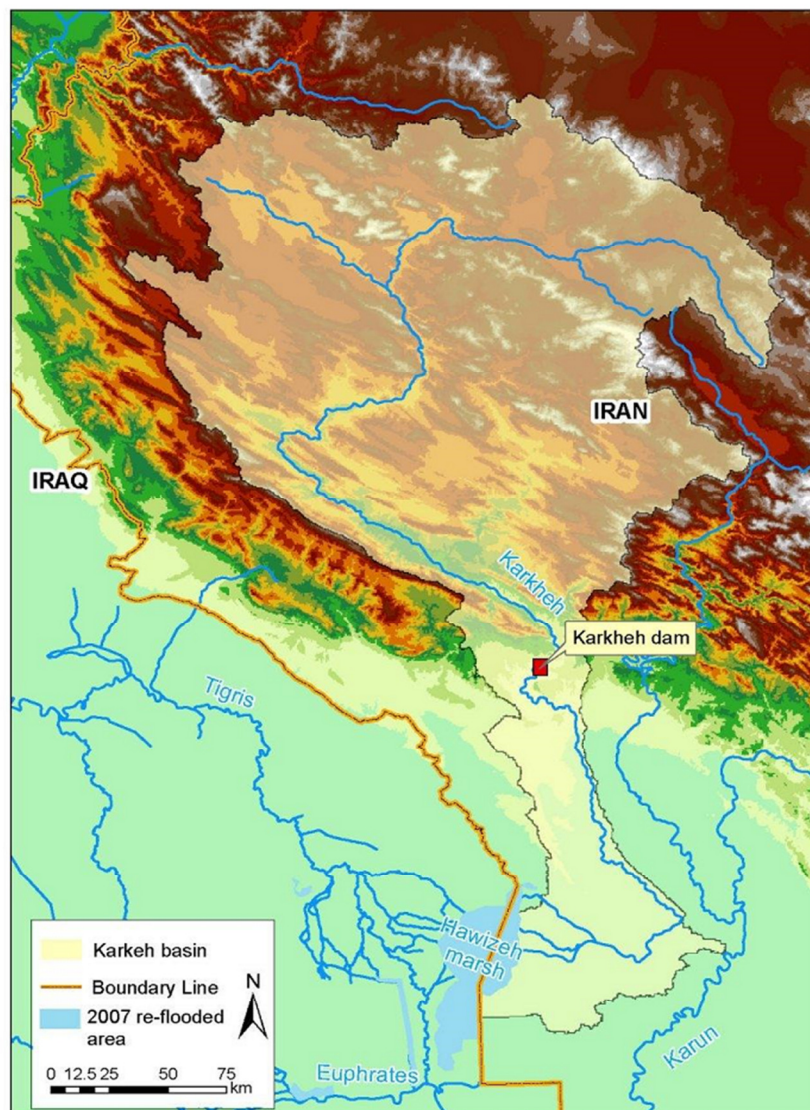 IRAN
IRAQ
Karkheh
Karkheh dam
Tigris
Hawizeh
marsh
Karkeh basin
Boundary Line
N
2007 re-flooded
area
0 12.5 25 50 75
km
Euphrates
Karun